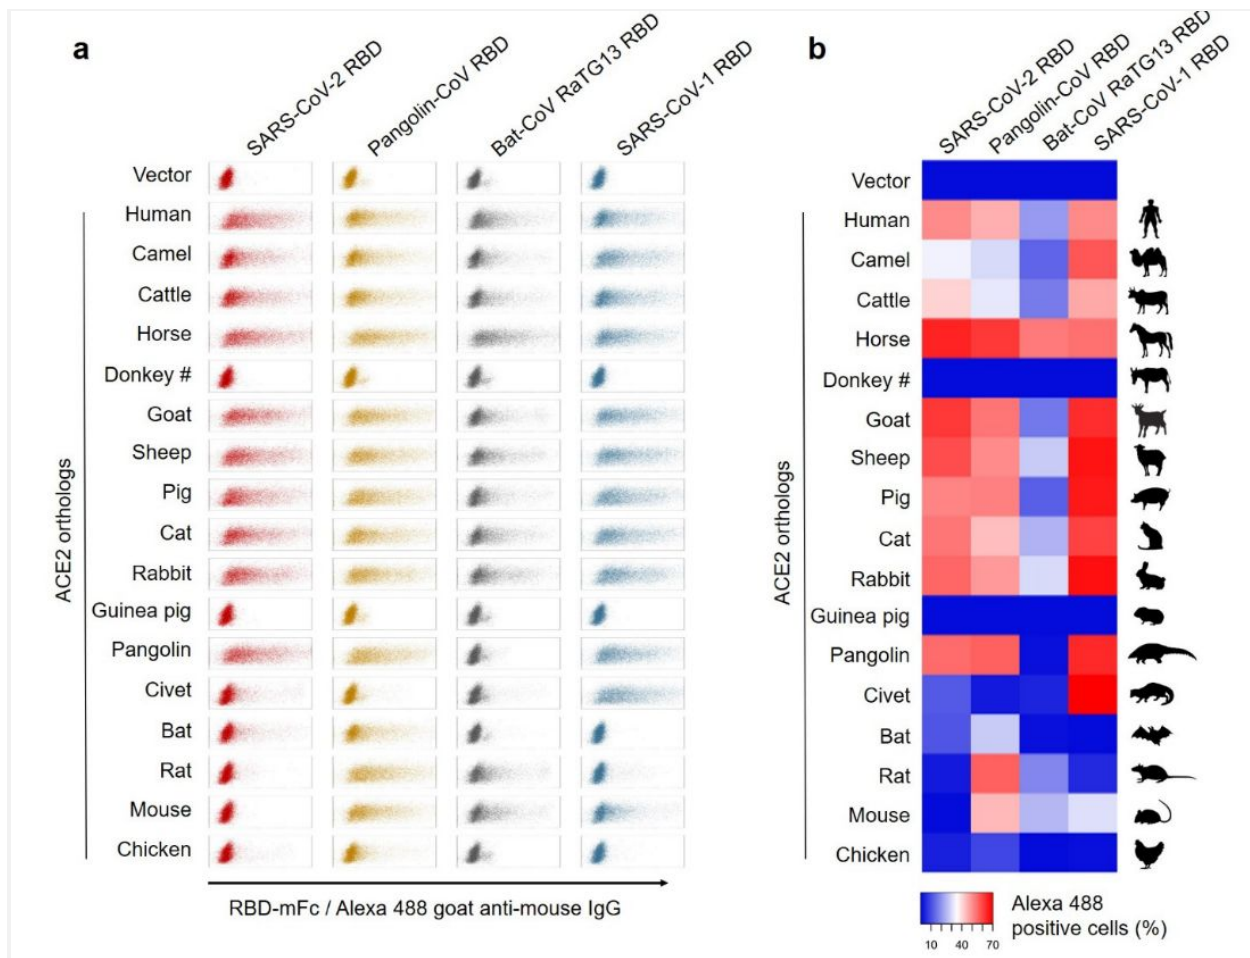 a
SARS-CoV-2 RBD
Pangolin-CoV RBD
Bat-CoV RaTG13 RBD
SARS-CoV-1 RBD
Vector
Human
Camel
Cattle
Horse
Donkey #
Goat
Sheep
Pig
Cat
Rabbit
Guinea pig
Pangolin
Civet
Bat
Rat
Mouse
Chicken
ACE2 orthologs
RBD-mFc / Alexa 488 goat anti-mouse IgG
b
SARS-CoV-2 RBD
Pangolin-CoV RBD
Bat-CoV RaTG13 RBD
SARS-CoV-1 RBD
Vector
Human
Camel
Cattle
Horse
Donkey #
Goat
Sheep
Pig
Cat
Rabbit
Guinea pig
Pangolin
Civet
Bat
Rat
Mouse
Chicken
ACE2 orthologs
10 40 70
Alexa 488
positive cells (%)